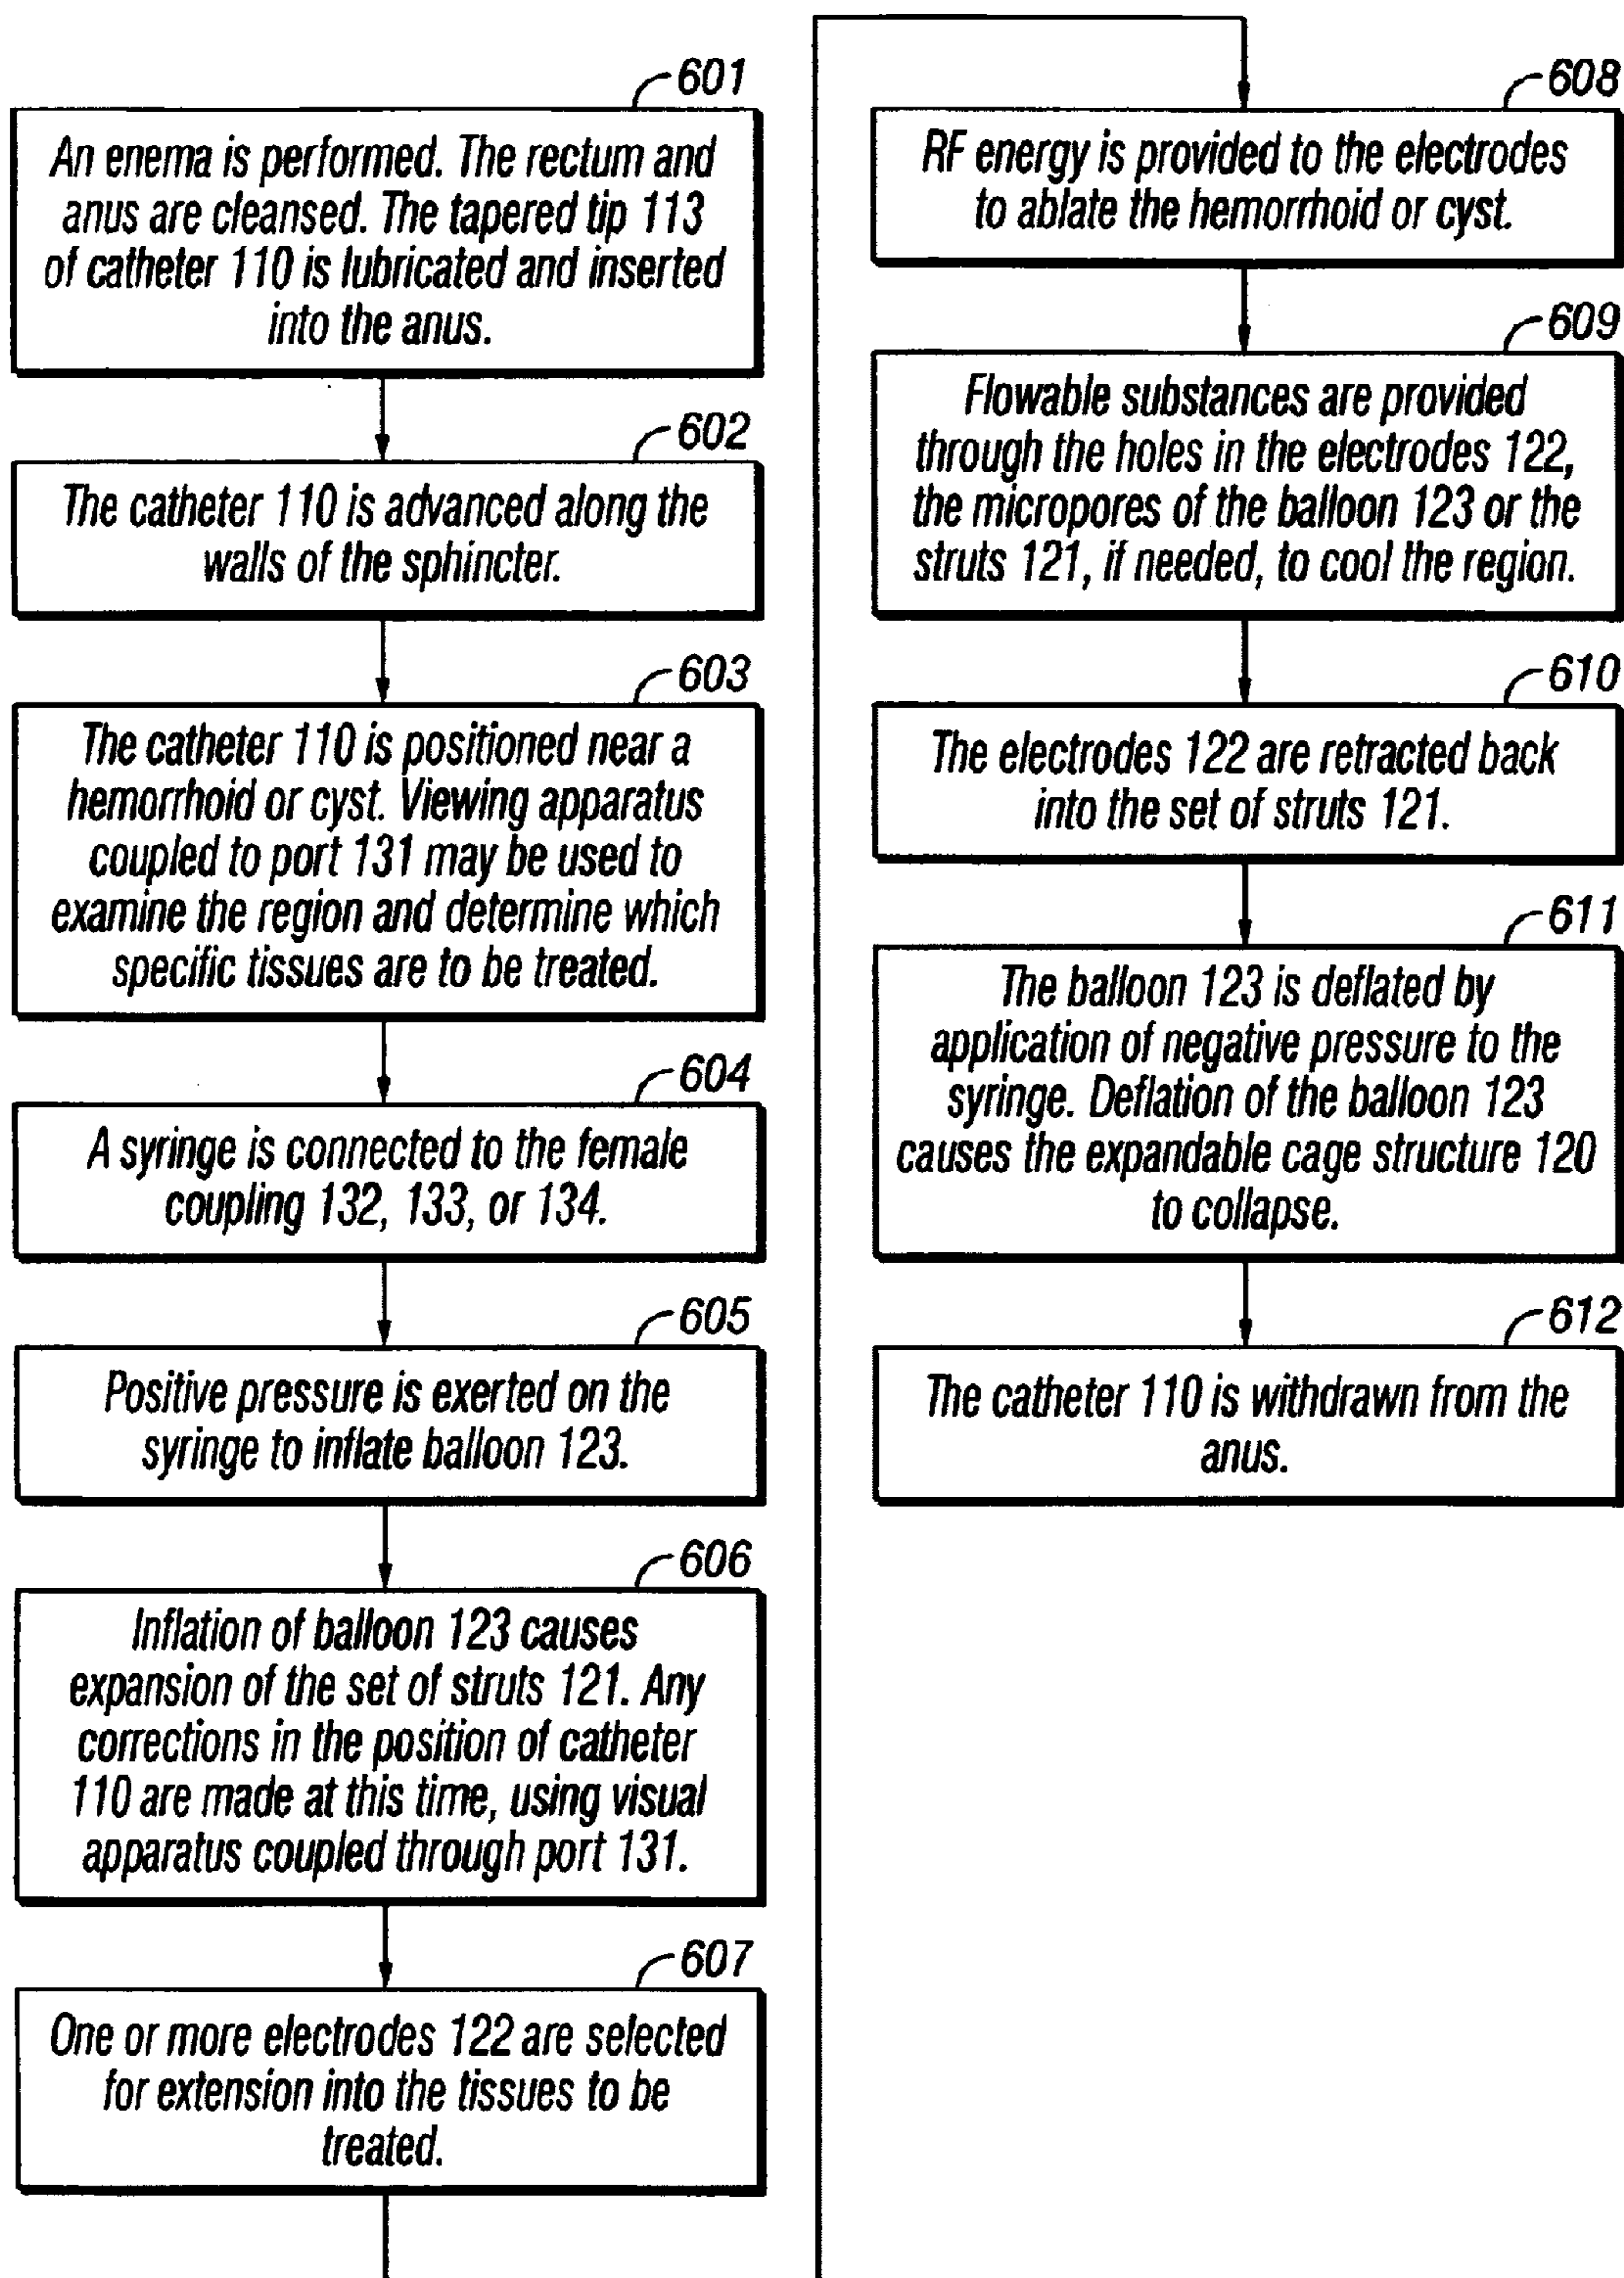 601
An enema is performed. The rectum and
anus are cleansed. The tapered tip 113
of catheter 110 is lubricated and inserted
into the anus.
602
The catheter 110 is advanced along the
walls of the sphincter.
603
The catheter 110 is positioned near a
hemorrhoid or cyst. Viewing apparatus
coupled to port 131 may be used to
examine the region and determine which
specific tissues are to be treated.
604
A syringe is connected to the female
coupling 132, 133, or 134.
605
Positive pressure is exerted on the
syringe to inflate balloon 123.
606
Inflation of balloon 123 causes
expansion of the set of struts 121. Any
corrections in the position of catheter
110 are made at this time, using visual
apparatus coupled through port 131.
607
One or more electrodes 122 are selected
for extension into the tissues to be
treated.
608
RF energy is provided to the electrodes
to ablate the hemorrhoid or cyst.
609
Flowable substances are provided
through the holes in the electrodes 122,
the micropores of the balloon 123 or the
struts 121, if needed, to cool the region.
610
The electrodes 122 are retracted back
into the set of struts 121.
611
The balloon 123 is deflated by
application of negative pressure to the
syringe. Deflation of the balloon 123
causes the expandable cage structure 120
to collapse.
612
The catheter 110 is withdrawn from the
anus.